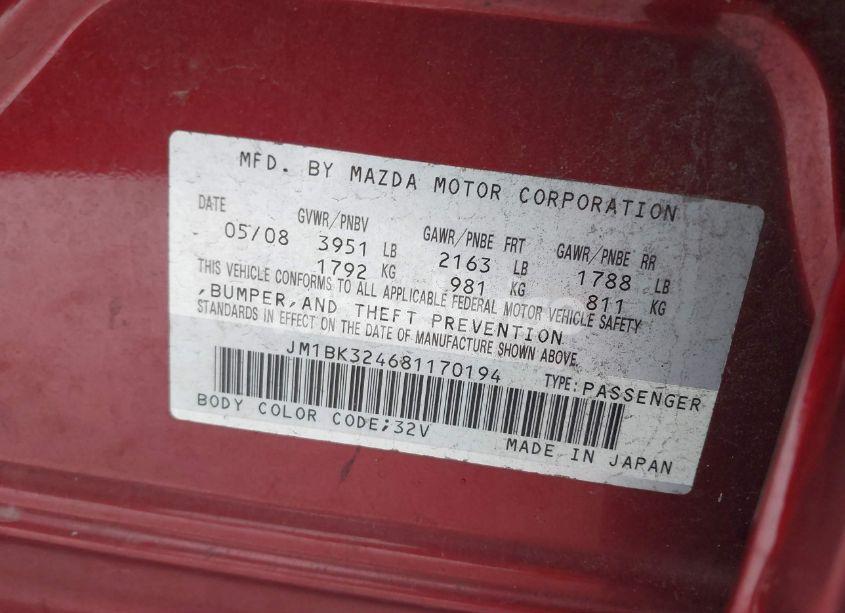 MFD. BY MAZDA MOTOR CORPORATION
DATE GVWR/PNBV GAWR/PNBE FRT GAWR/PNBE RR
05/08 3951 LB 2163 LB 1788 LB
1792 KG 981 KG 811 KG
THIS VEHICLE CONFORMS TO ALL APPLICABLE FEDERAL MOTOR VEHICLE SAFETY
,BUMPER,AND THEFT PREVENTION
STANDARDS IN EFFECT ON THE DATE OF MANUFACTURE SHOWN ABOVE.
JM1BK324681170194 TYPE:PASSENGER
BODY COLOR CODE;32V MADE IN JAPAN